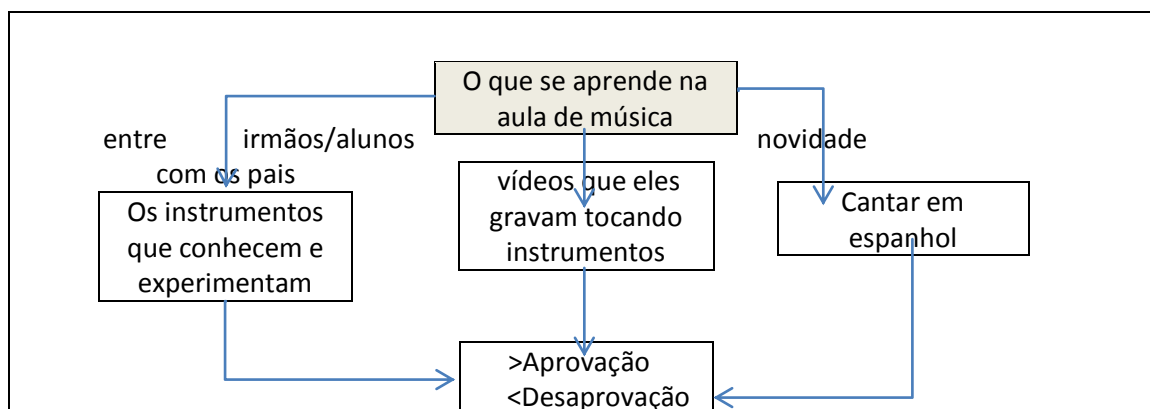 O que se aprende na
aula de música
entre irmãos/alunos
com os pais
novidade
Os instrumentos
que conhecem e
experimentam
vídeos que eles
gravam tocando
instrumentos
Cantar em
espanhol
>Aprovação
<Desaprovação